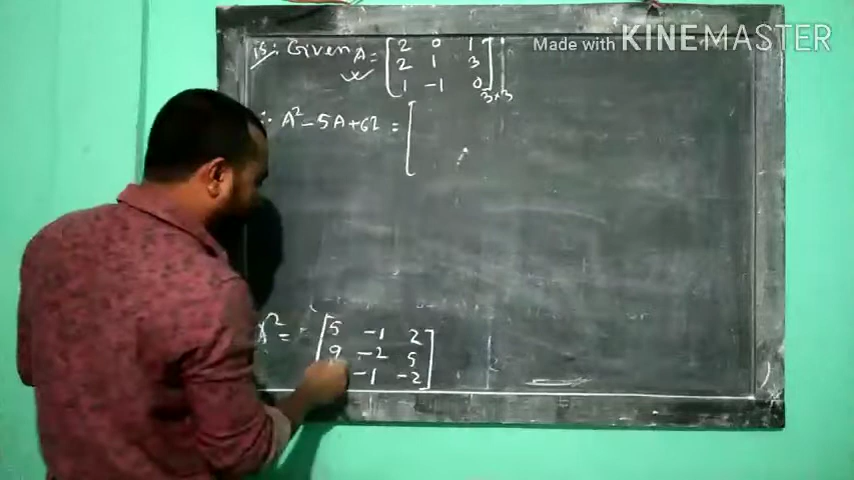 15: Given A = [ 2 0 1
2 1 3
1 -1 0 ] 3×3
Made with KINEMASTER
∴ A² - 5A + 6I = [
A² = [ 5 -1 2
9 -2 5
-1 -2 ]